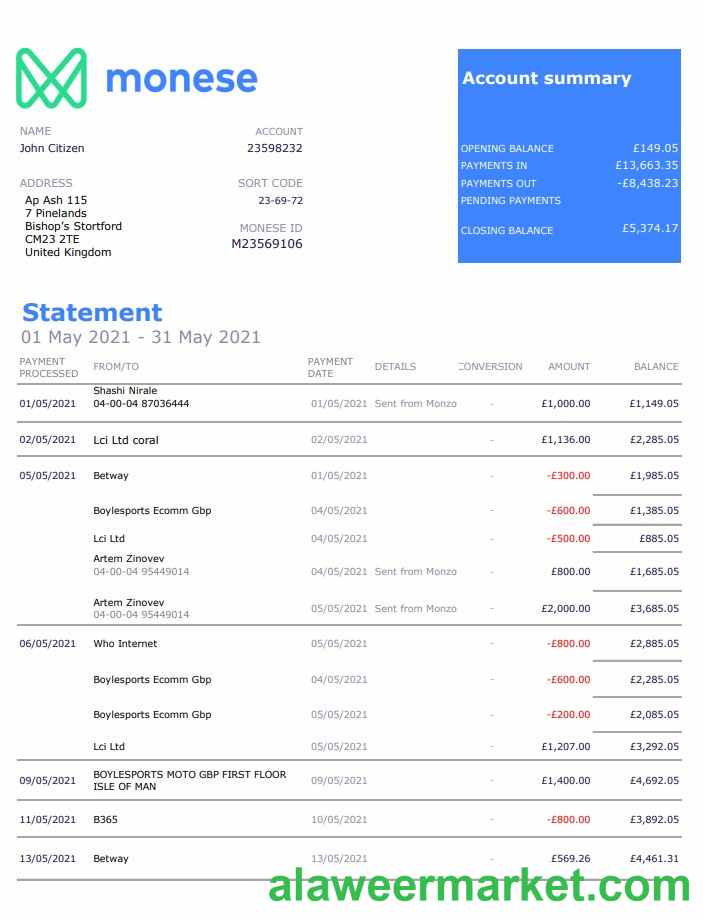 monese
Account summary
NAME
ACCOUNT
John Citizen
23598232
OPENING BALANCE £149.05
PAYMENTS IN £13,663.35
PAYMENTS OUT -£8,438.23
PENDING PAYMENTS
CLOSING BALANCE £5,374.17
ADDRESS
SORT CODE
Ap Ash 115
23-69-72
7 Pinelands
Bishop's Stortford
MONESE ID
CM23 2TE
M23569106
United Kingdom
Statement
01 May 2021 - 31 May 2021
PAYMENT PROCESSED FROM/TO PAYMENT DATE DETAILS CONVERSION AMOUNT BALANCE
Shashi Nirale
01/05/2021 04-00-04 87036444 01/05/2021 Sent from Monzo - £1,000.00 £1,149.05
02/05/2021 Lci Ltd coral 02/05/2021 - £1,136.00 £2,285.05
05/05/2021 Betway 01/05/2021 - -£300.00 £1,985.05
Boylesports Ecomm Gbp 04/05/2021 - -£600.00 £1,385.05
Lci Ltd 04/05/2021 - -£500.00 £885.05
Artem Zinovev
04-00-04 95449014 04/05/2021 Sent from Monzo - £800.00 £1,685.05
Artem Zinovev
04-00-04 95449014 05/05/2021 Sent from Monzo - £2,000.00 £3,685.05
06/05/2021 Who Internet 05/05/2021 - -£800.00 £2,885.05
Boylesports Ecomm Gbp 04/05/2021 - -£600.00 £2,285.05
Boylesports Ecomm Gbp 05/05/2021 - -£200.00 £2,085.05
Lci Ltd 05/05/2021 - £1,207.00 £3,292.05
BOYLESPORTS MOTO GBP FIRST FLOOR
09/05/2021 ISLE OF MAN 09/05/2021 - £1,400.00 £4,692.05
11/05/2021 B365 10/05/2021 - -£800.00 £3,892.05
13/05/2021 Betway 13/05/2021 - £569.26 £4,461.31
alaweermarket.com